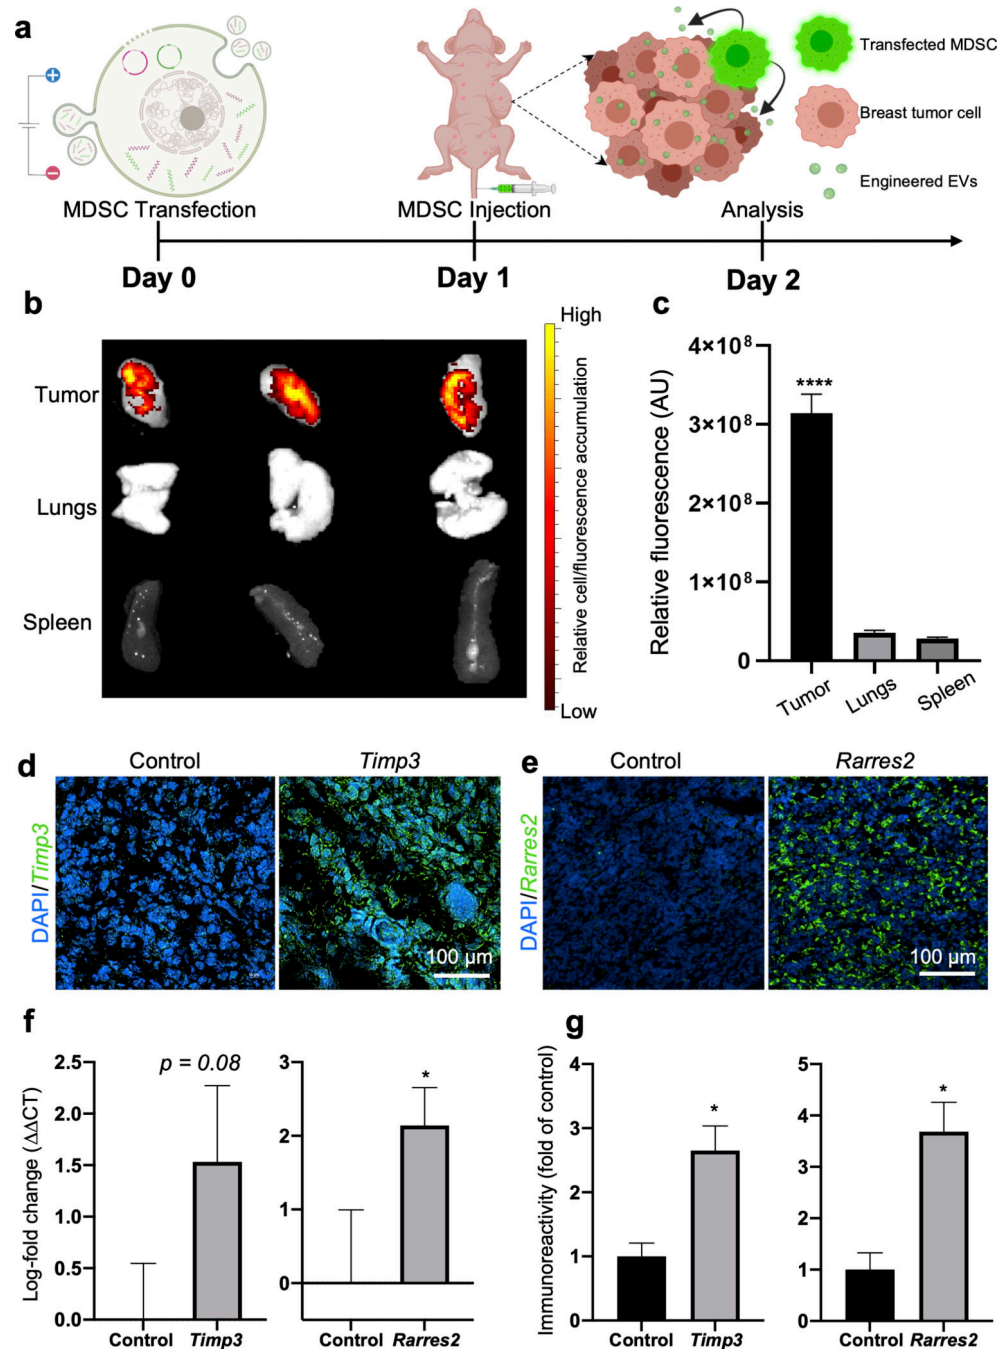 a
Transfected MDSC
Breast tumor cell
Engineered EVs
MDSC Transfection
MDSC Injection
Analysis
Day 0
Day 1
Day 2
b
Tumor
Lungs
Spleen
High
Relative cell/fluorescence accumulation
Low
c
Relative fluorescence (AU)
4×10⁸
3×10⁸
2×10⁸
1×10⁸
0
****
Tumor
Lungs
Spleen
d
Control
Timp3
DAPI/Timp3
100 μm
e
Control
Rarres2
DAPI/Rarres2
100 μm
f
Log-fold change (ΔΔCT)
2.5
2.0
1.5
1.0
0.5
0.0
p = 0.08
Control
Timp3
3
2
1
0
*
Control
Rarres2
g
Immunoreactivity (fold of control)
4
3
2
1
0
*
Control
Timp3
5
4
3
2
1
0
*
Control
Rarres2